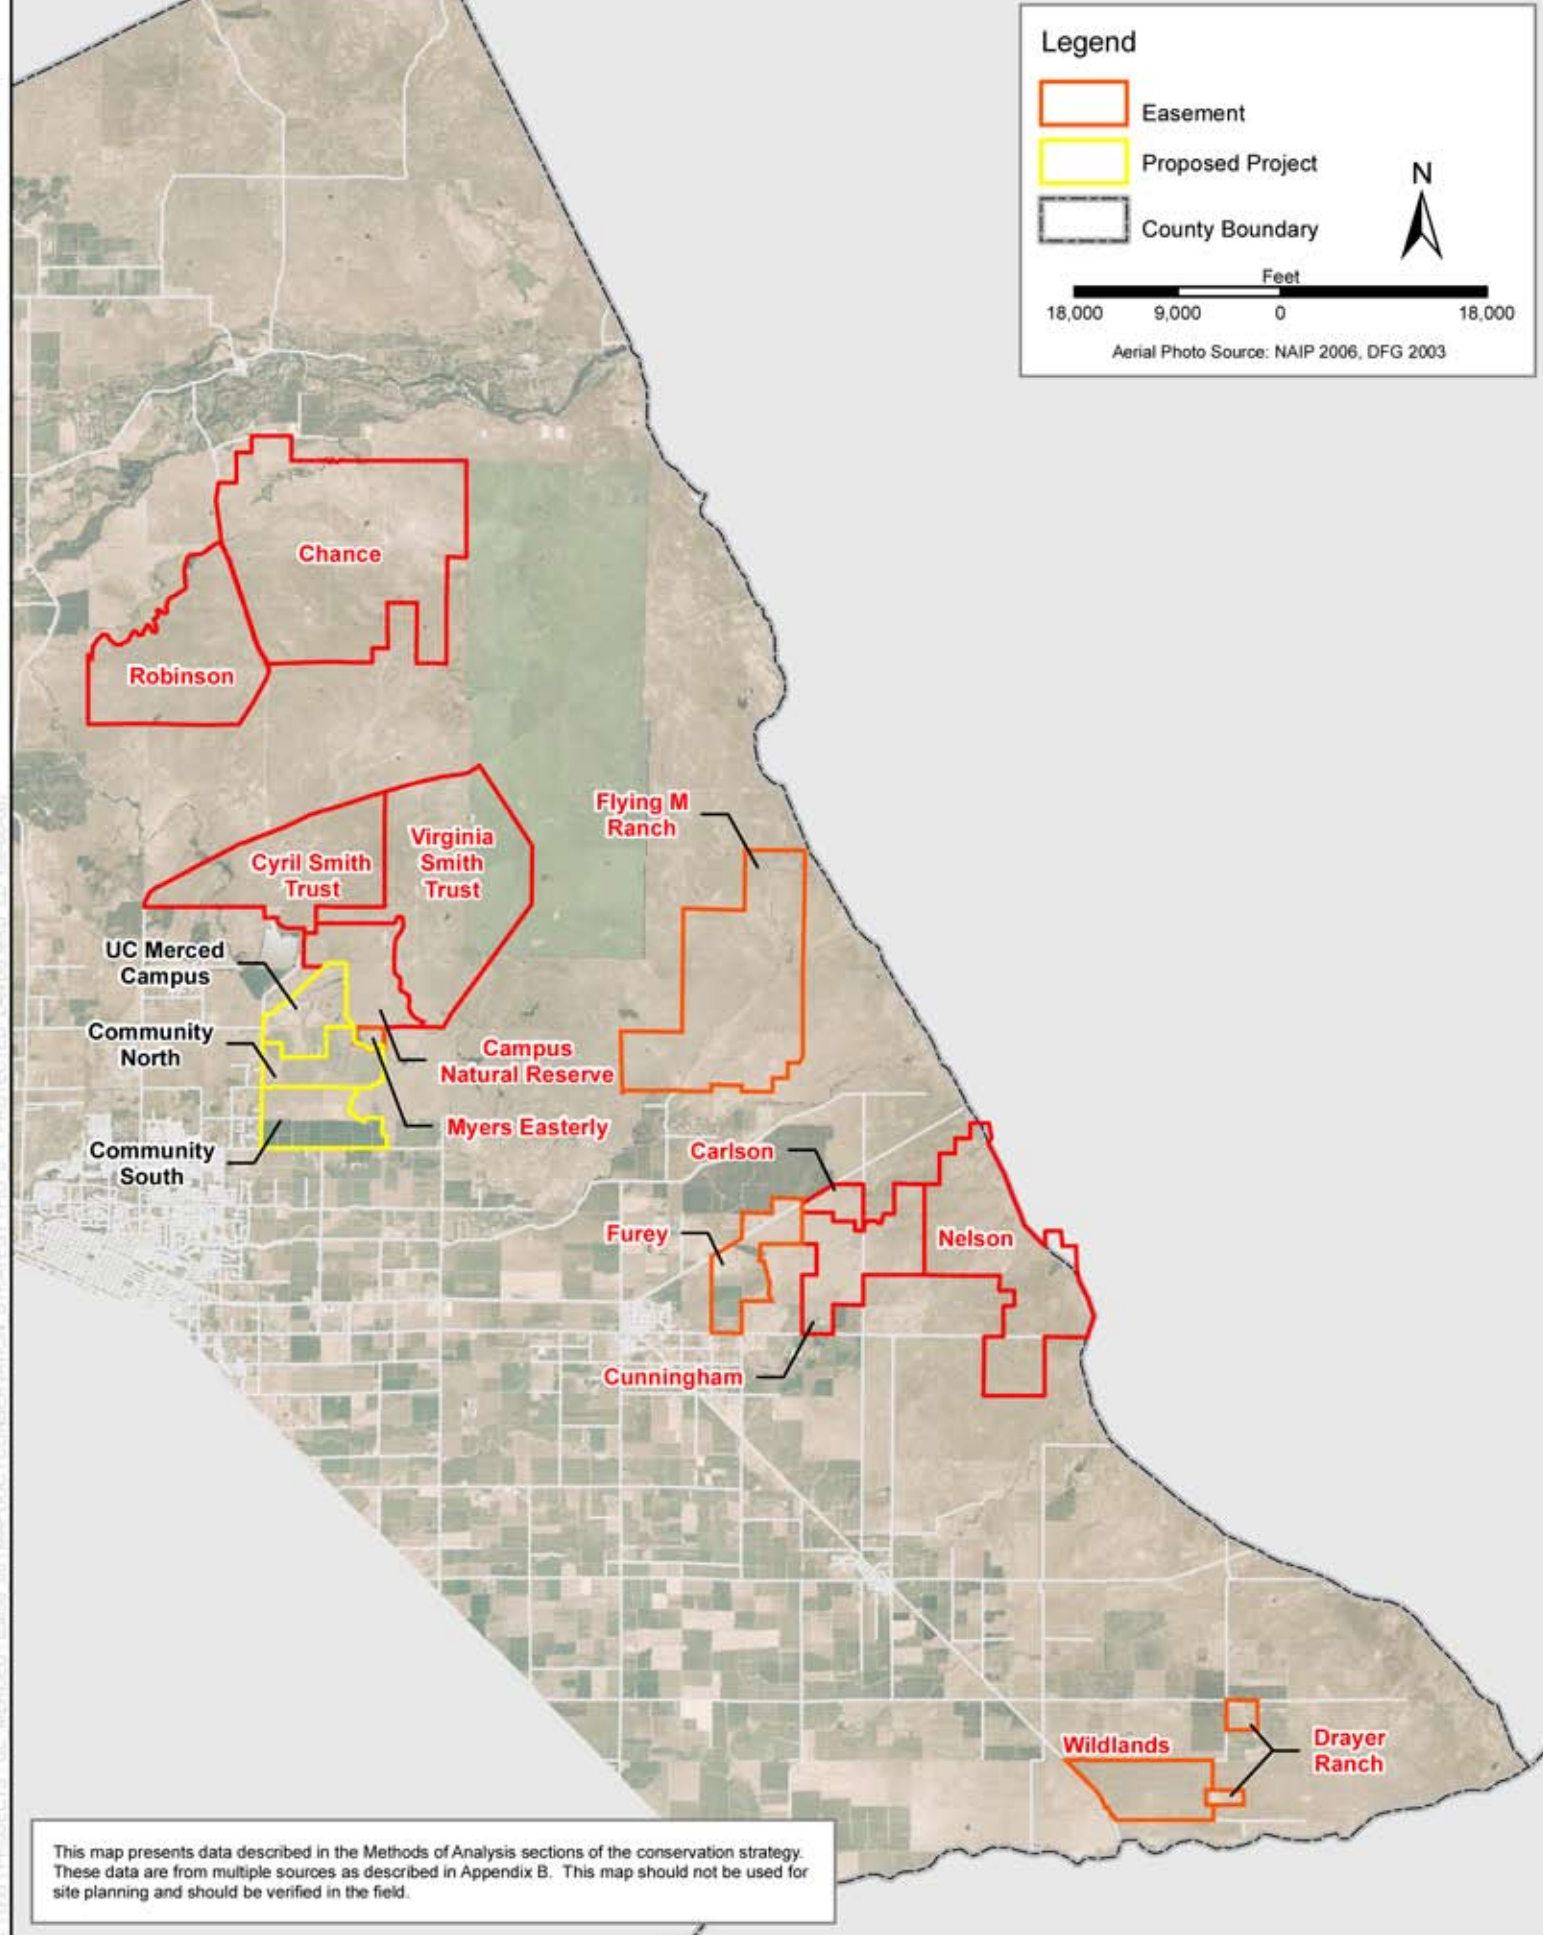 Legend
Easement
Proposed Project
N
County Boundary
Feet
18,000 9,000 0 18,000
Aerial Photo Source: NAIP 2006, DFG 2003
Chance
Robinson
Flying M
Ranch
Virginia
Smith
Trust
Cyril Smith
Trust
UC Merced
Campus
Community
North
Campus
Natural Reserve
Myers Easterly
Community
South
Carlson
Furey
Nelson
Cunningham
Wildlands
Drayer
Ranch
This map presents data described in the Methods of Analysis sections of the conservation strategy.
These data are from multiple sources as described in Appendix B. This map should not be used for
site planning and should be verified in the field.